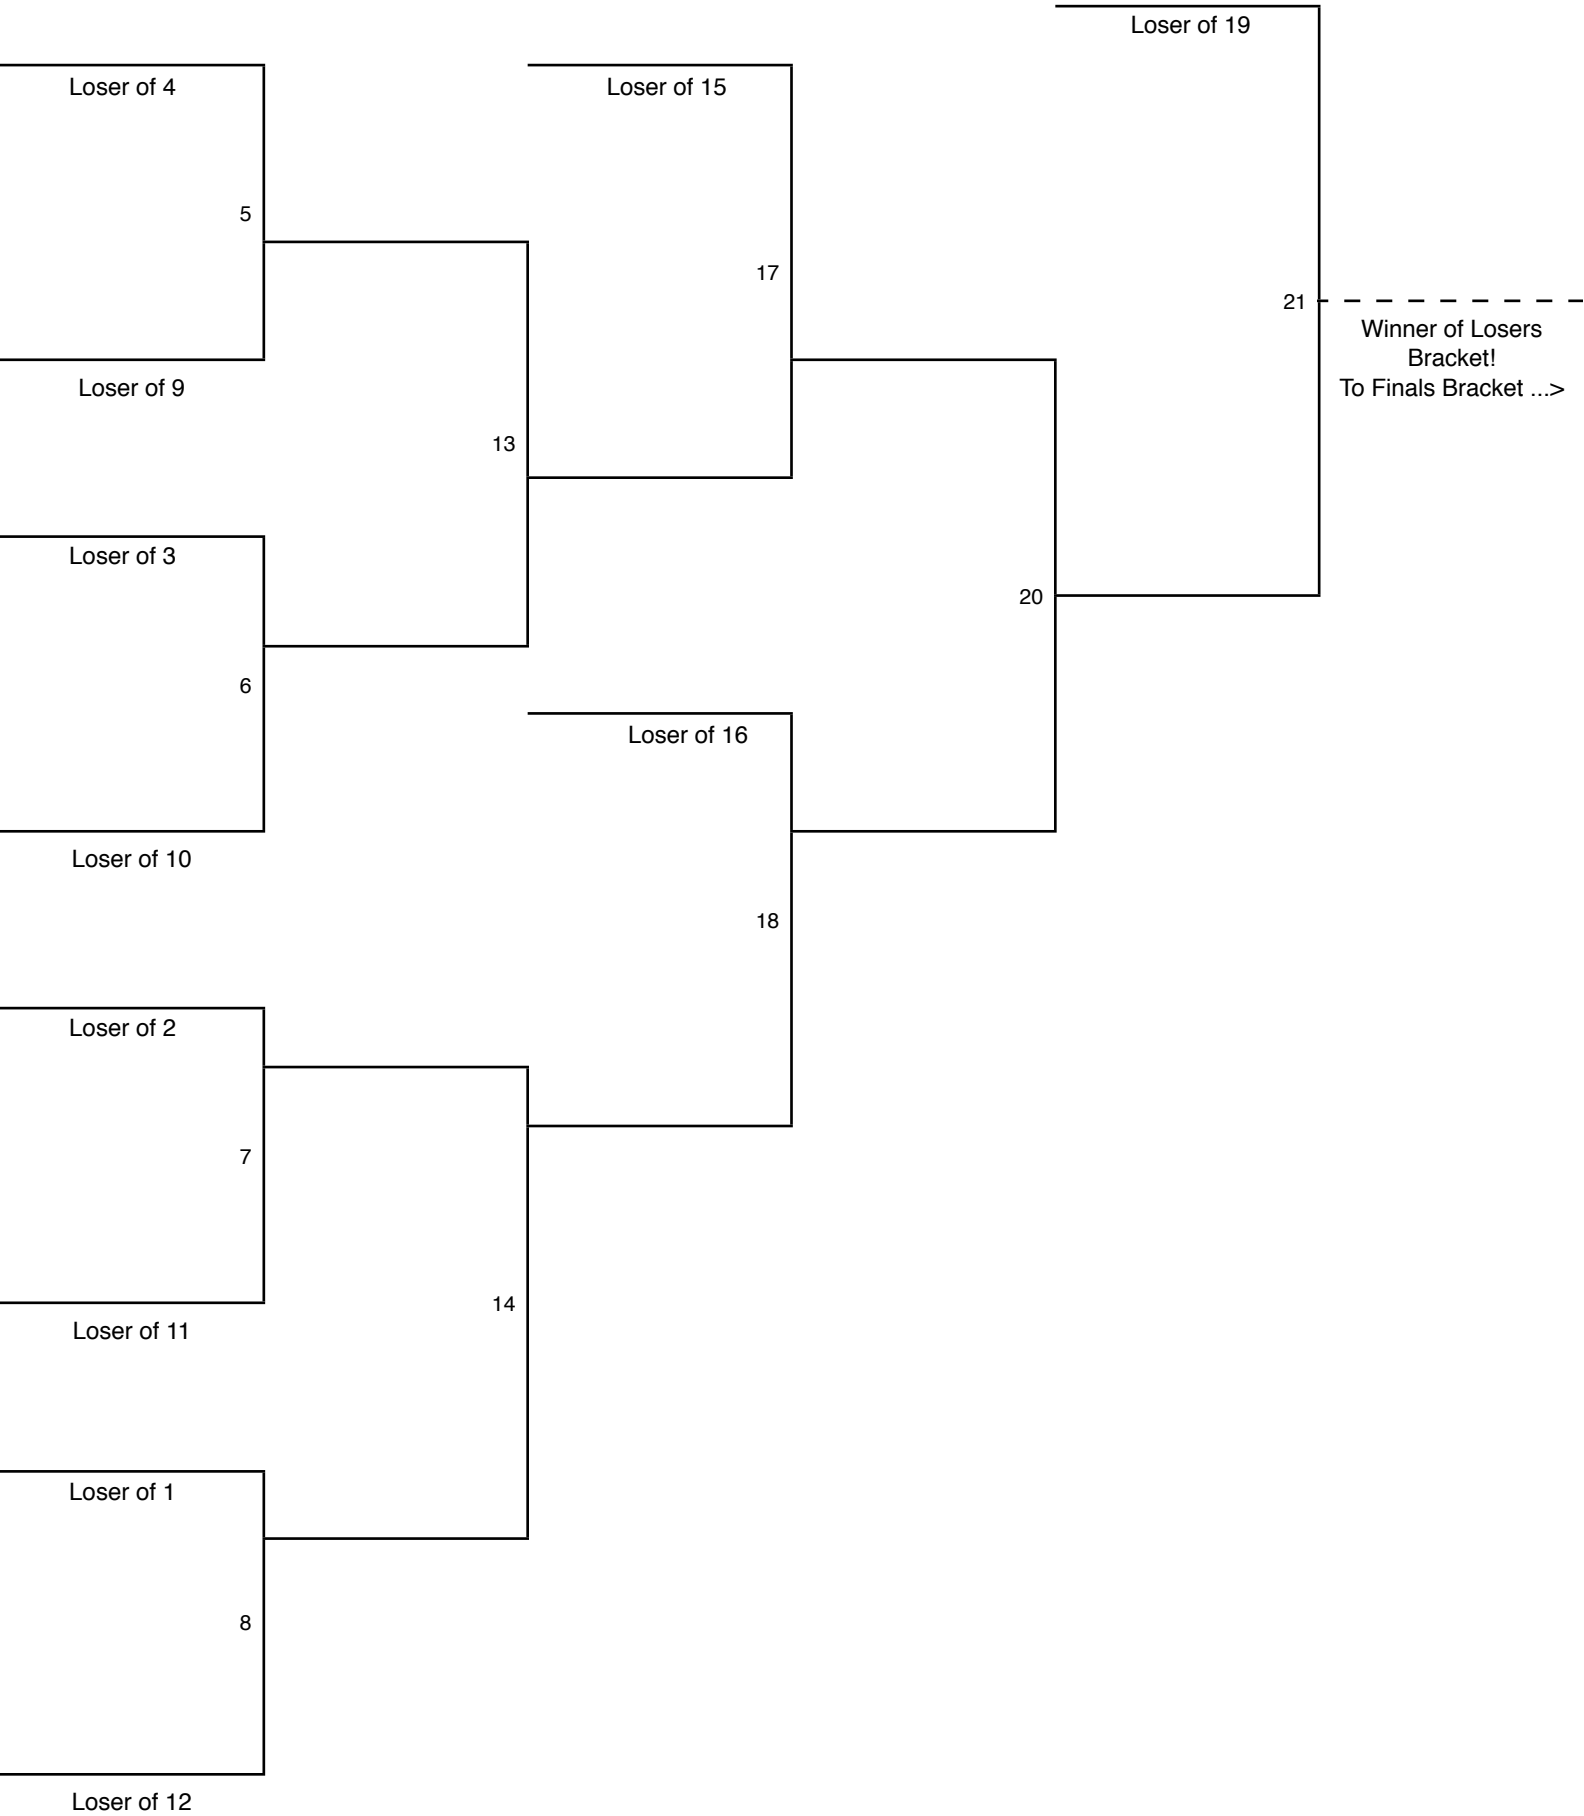 Loser of 19
Loser of 4
Loser of 15
5
17
21
Winner of Losers
Bracket!
To Finals Bracket ...>
Loser of 9
13
Loser of 3
20
6
Loser of 16
Loser of 10
18
Loser of 2
7
14
Loser of 11
Loser of 1
8
Loser of 12